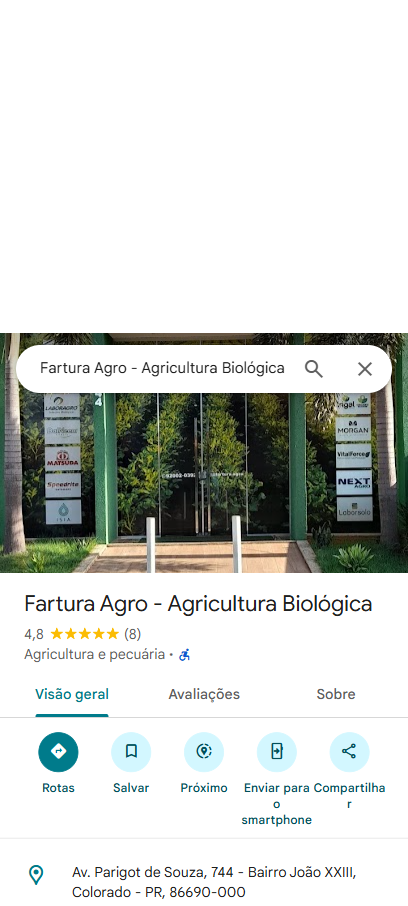 Fartura Agro - Agricultura Biológica
LABORAGRO
MATSUDA
Speedrite
ISLA
4
MORGAN
VitalForce
NEXT
AGRO
Laborsolo
Fartura Agro - Agricultura Biológica
4,8 ★★★★★ (8)
Agricultura e pecuária ·
Visão geral Avaliações Sobre
Rotas Salvar Próximo Enviar para o smartphone Compartilhar
Av. Parigot de Souza, 744 - Bairro João XXIII,
Colorado - PR, 86690-000